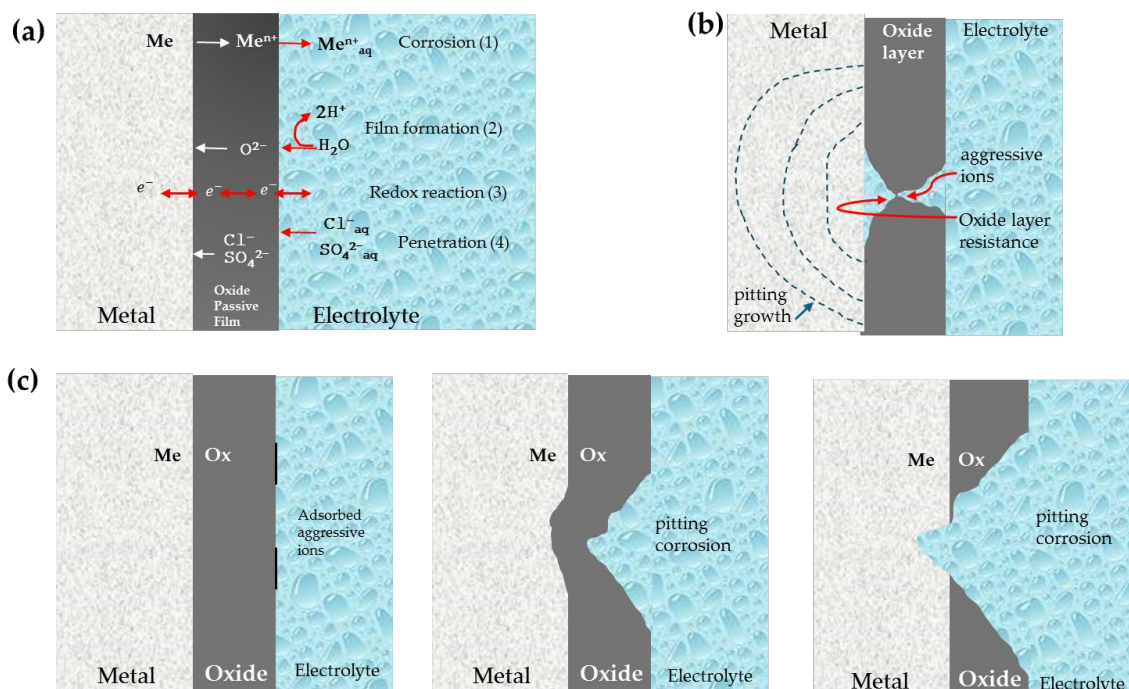 (a)
Me
Meⁿ⁺
Meⁿ⁺aq
Corrosion (1)
2H⁺
Film formation (2)
O²⁻
H₂O
e⁻
e⁻
e⁻
Redox reaction (3)
Cl⁻aq
SO₄²⁻aq
Penetration (4)
Cl⁻
SO₄²⁻
Oxide
Passive
Film
Metal
Electrolyte
(b)
Metal
Oxide
layer
Electrolyte
aggressive
ions
Oxide layer
resistance
pitting
growth
(c)
Me
Ox
Adsorbed
aggressive
ions
Metal
Oxide
Electrolyte
Me
Ox
pitting
corrosion
Metal
Oxide
Electrolyte
Me
Ox
pitting
corrosion
Metal
Oxide
Electrolyte